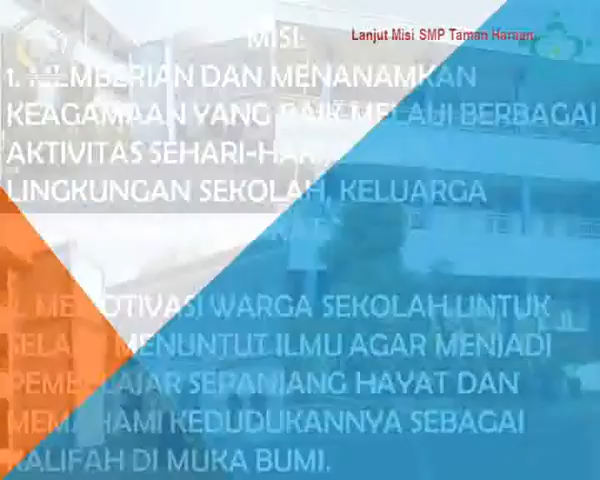 MISI:
Lanjut Misi SMP Taman Harapan
1. PEMBERIAN DAN MENANAMKAN
KEAGAMAAN YANG BAIK MELALUI BERBAGAI
AKTIVITAS SEHARI-HARI
LINGKUNGAN SEKOLAH, KELUARGA
2. MEMOTIVASI WARGA SEKOLAH UNTUK
SELALU MENUNTUT ILMU AGAR MENJADI
PEMBELAJAR SEPANJANG HAYAT DAN
MEMAHAMI KEDUDUKANNYA SEBAGAI
KALIFAH DI MUKA BUMI.